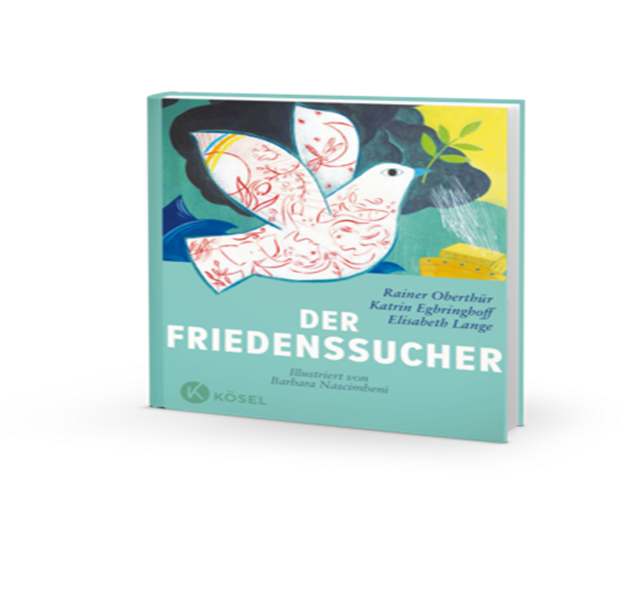 Rainer Oberthür
Katrin Egbringhoff
Elisabeth Lange
DER
FRIEDENSSUCHER
Illustriert von
Barbara Nascimbeni
K KÖSEL